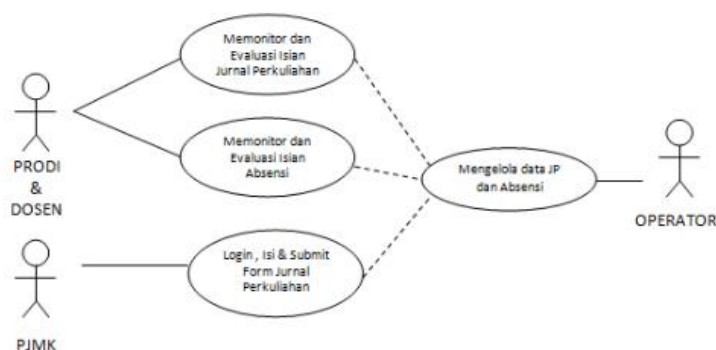 Memonitor dan
Evaluasi Isian
Jurnal Perkuliahan
PRODI
&
DOSEN
Memonitor dan
Evaluasi Isian
Absensi
Mengelola data JP
dan Absensi
OPERATOR
Login , Isi & Submit
Form Jurnal
Perkuliahan
PJMK